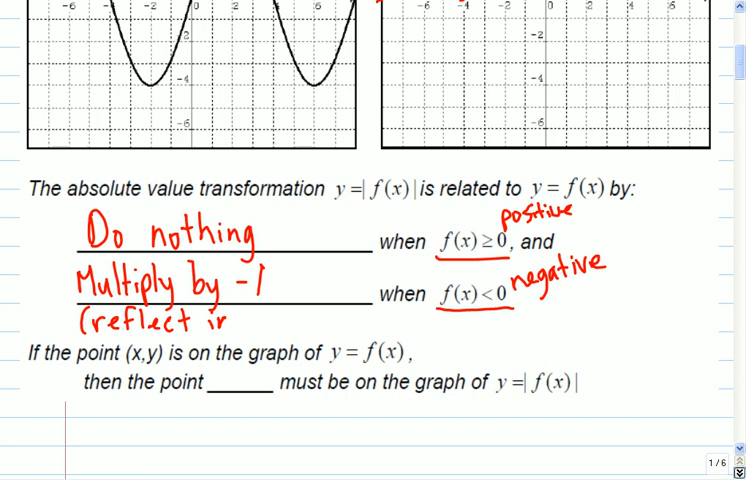 -6 -2 0 2 6 -6 -4 -2 0 2 4 6
2 -2
-4 -4
-6 -6
The absolute value transformation y=|f(x)| is related to y=f(x) by:
positive
Do nothing when f(x)≥0, and
Multiply by -1 when f(x)<0 negative
(reflect in
If the point (x,y) is on the graph of y=f(x),
then the point ______ must be on the graph of y=|f(x)|
1/6